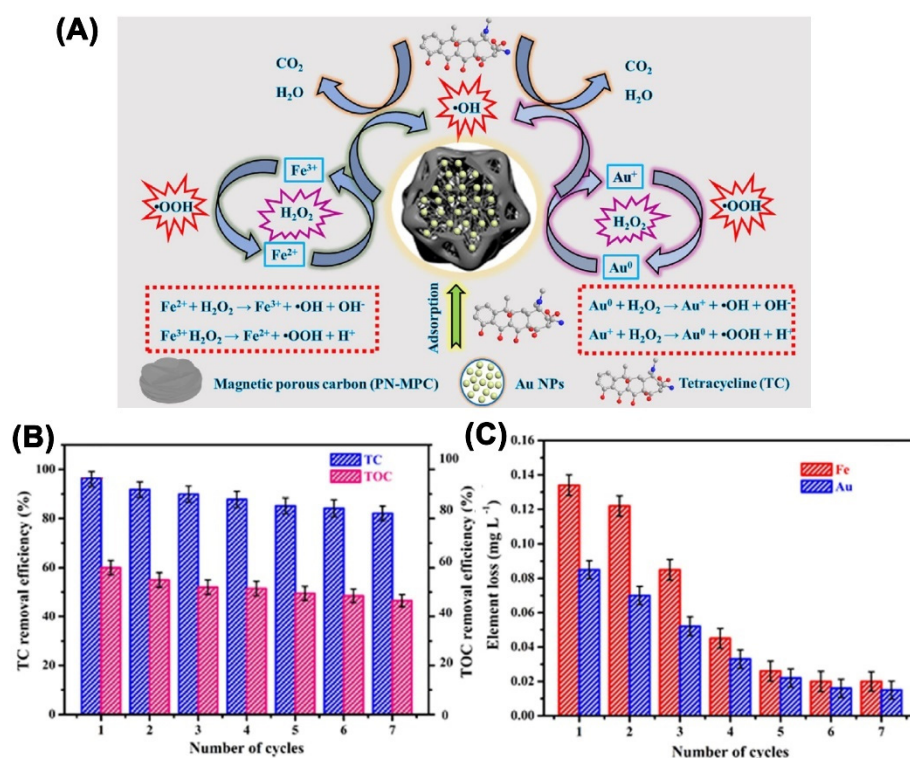 (A)
CO₂
H₂O
•OH
CO₂
H₂O
Fe³⁺
•OOH
H₂O₂
Fe²⁺
Au⁺
•OOH
H₂O₂
Au⁰
Fe²⁺ + H₂O₂ → Fe³⁺ + •OH + OH⁻
Fe³⁺ H₂O₂ → Fe²⁺ + •OOH + H⁺
Adsorption
Au⁰ + H₂O₂ → Au⁺ + •OH + OH⁻
Au⁺ + H₂O₂ → Au⁰ + •OOH + H⁺
Magnetic porous carbon (PN-MPC)
Au NPs
Tetracycline (TC)
(B)
TC removal efficiency (%)
100
80
60
40
20
0
TC
TOC
100
80
60
40
20
0
TOC removal efficiency (%)
1 2 3 4 5 6 7
Number of cycles
(C)
Element loss (mg L ⁻¹)
0.16
0.14
0.12
0.10
0.08
0.06
0.04
0.02
0.00
Fe
Au
1 2 3 4 5 6 7
Number of cycles